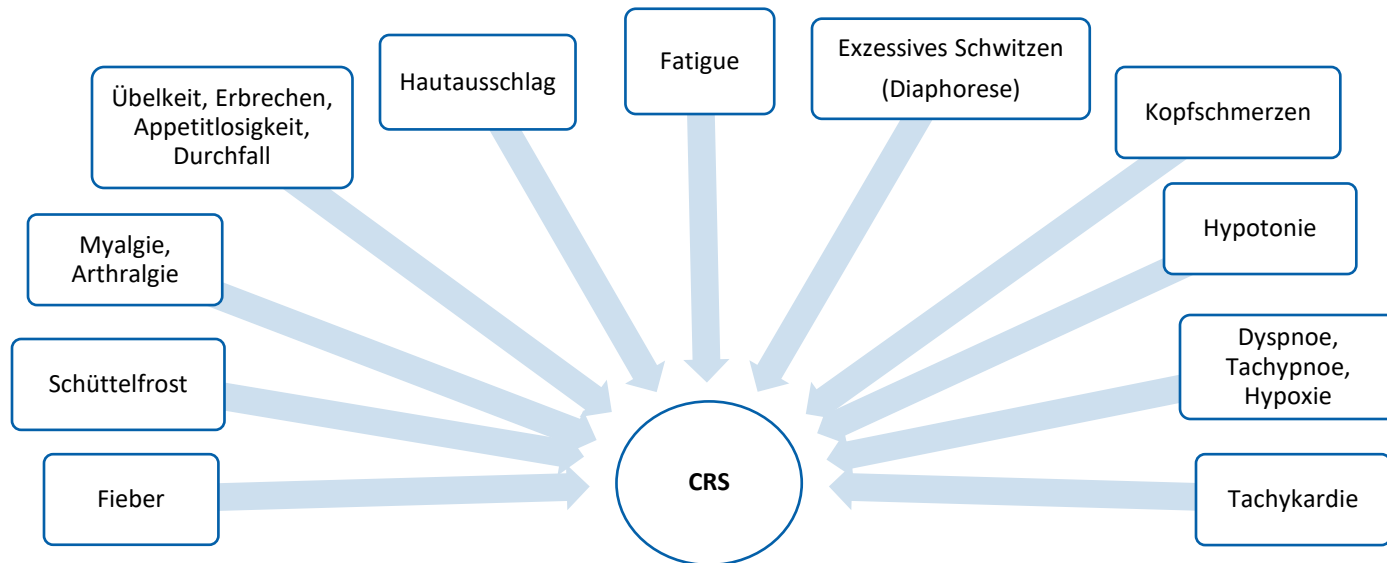 Übelkeit, Erbrechen,
Appetitlosigkeit,
Durchfall
Hautausschlag
Fatigue
Exzessives Schwitzen
(Diaphorese)
Kopfschmerzen
Myalgie,
Arthralgie
Hypotonie
Schüttelfrost
Dyspnoe,
Tachypnoe,
Hypoxie
Fieber
CRS
Tachykardie